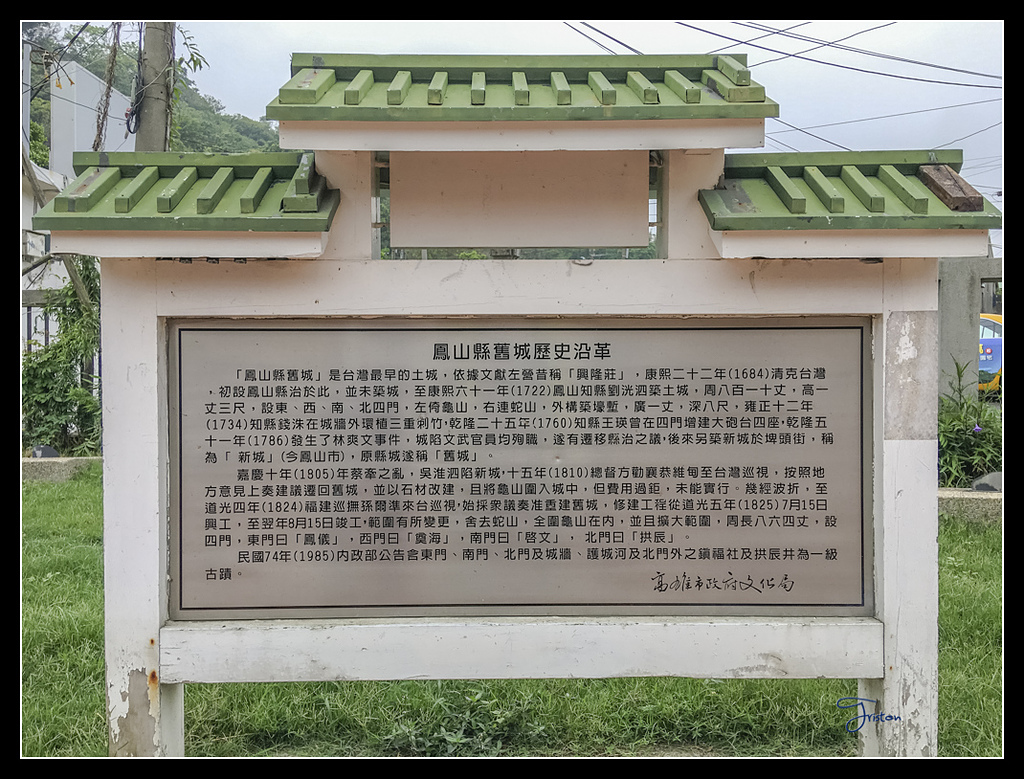 鳳山縣舊城歷史沿革
「鳳山縣舊城」是台灣最早的土城，依據文獻左營昔稱「興隆莊」，康熙二十二年(1684)清克台灣
，初設鳳山縣治於此，並未築城，至康熙六十一年(1722)鳳山知縣劉洸泗築土城，周八百一十丈，高一
丈三尺，設東、西、南、北四門，左倚龜山，右連蛇山，外構築壕塹，廣一丈，深八尺，雍正十二年
(1734)知縣錢洙在城牆外環植三重刺竹，乾隆二十五年(1760)知縣王瑛曾在四門增建大砲台四座，乾隆五
十一年(1786)發生了林爽文事件，城陷文武官員均殉職，遂有遷移縣治之議，後來另築新城於埤頭街，稱
為「 新城」(今鳳山市)，原縣城遂稱「舊城」。
嘉慶十年(1805)年蔡牽之亂，吳淮泗陷新城，十五年(1810)總督方勤襄恭維甸至台灣巡視，按照地
方意見上奏建議遷回舊城，並以石材改建，且將龜山圍入城中，但費用過鉅，未能實行。幾經波折，至
道光四年(1824)福建巡撫孫爾準來台巡視，始採眾議奏准重建舊城，修建工程從道光五年(1825)7月15日
興工，至翌年8月15日竣工，範圍有所變更，舍去蛇山，全圍龜山在內，並且擴大範圍，周長八六四丈，設
四門，東門曰「鳳儀」，西門曰「奠海」，南門曰「啓文」， 北門曰「拱辰」。
民國74年(1985)內政部公告含東門、南門、北門及城牆、護城河及北門外之鎮福社及拱辰井為一級
古蹟。
高雄市政府文化局
Triston